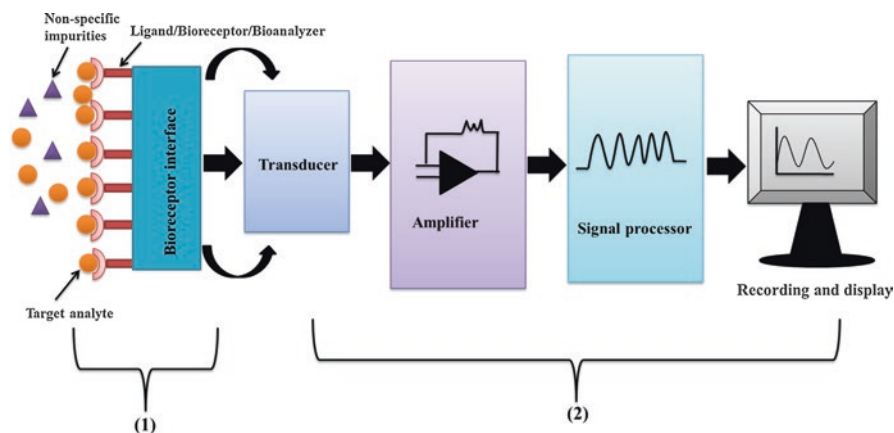 Non-specific
impurities
Ligand/Bioreceptor/Bioanalyzer
Bioreceptor interface
Transducer
Amplifier
Signal processor
Recording and display
Target analyte
(1)
(2)